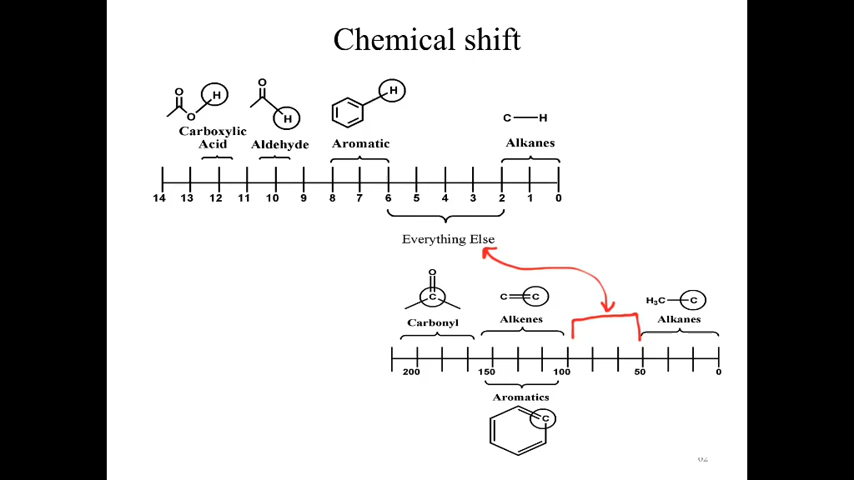 Chemical shift
O
O
H
O
H
H
C H
Carboxylic
Acid
Aldehyde
Aromatic
Alkanes
14 13 12 11 10 9 8 7 6 5 4 3 2 1 0
Everything Else
O
C
C C
H3C C
Carbonyl
Alkenes
Alkanes
200 150 100 50 0
Aromatics
C
62